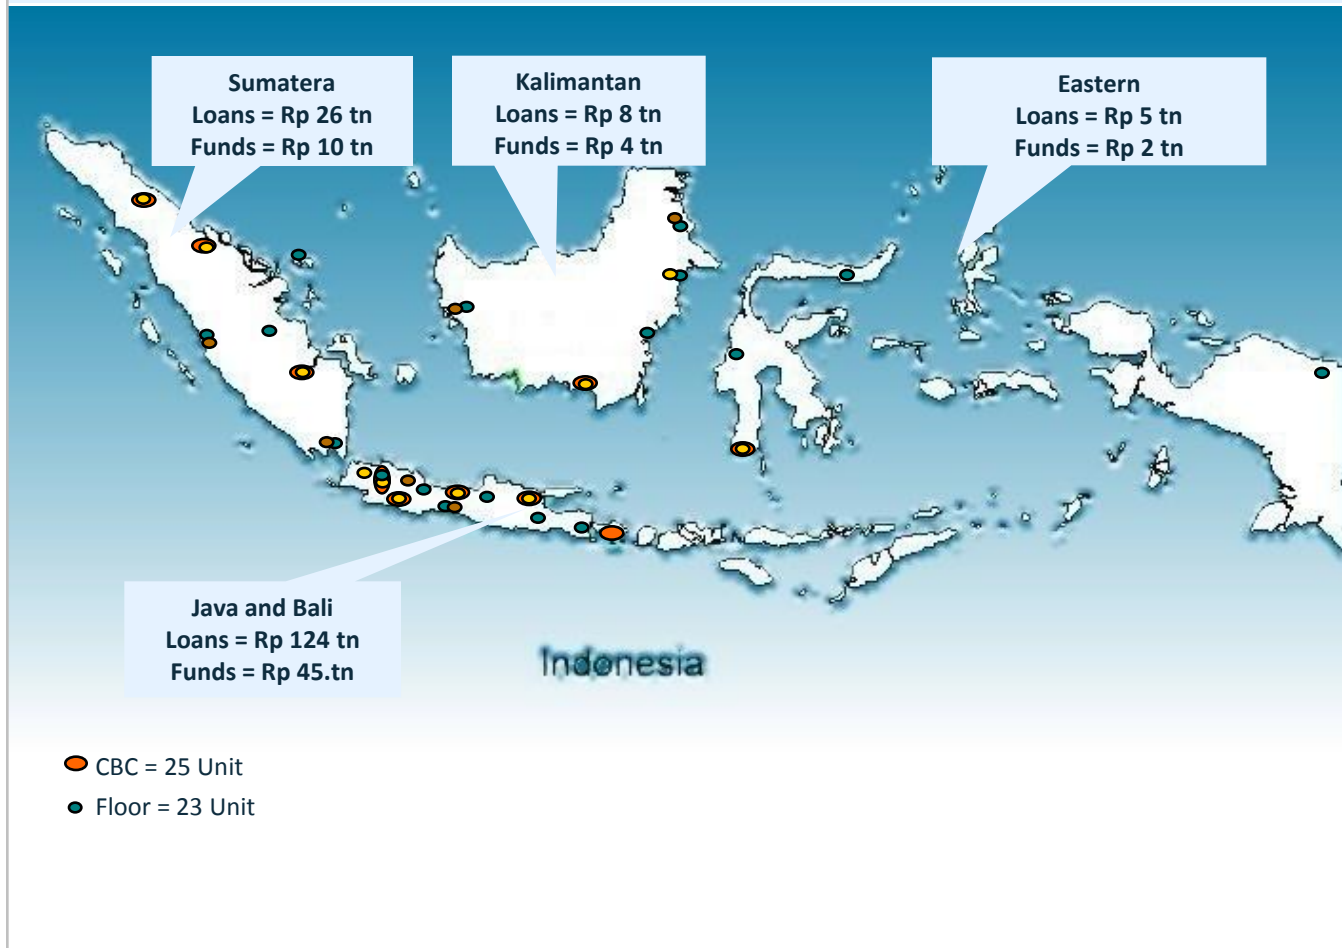 Sumatera
Loans = Rp 26 tn
Funds = Rp 10 tn
Kalimantan
Loans = Rp 8 tn
Funds = Rp 4 tn
Eastern
Loans = Rp 5 tn
Funds = Rp 2 tn
Java and Bali
Loans = Rp 124 tn
Funds = Rp 45.tn
Indonesia
CBC = 25 Unit
Floor = 23 Unit